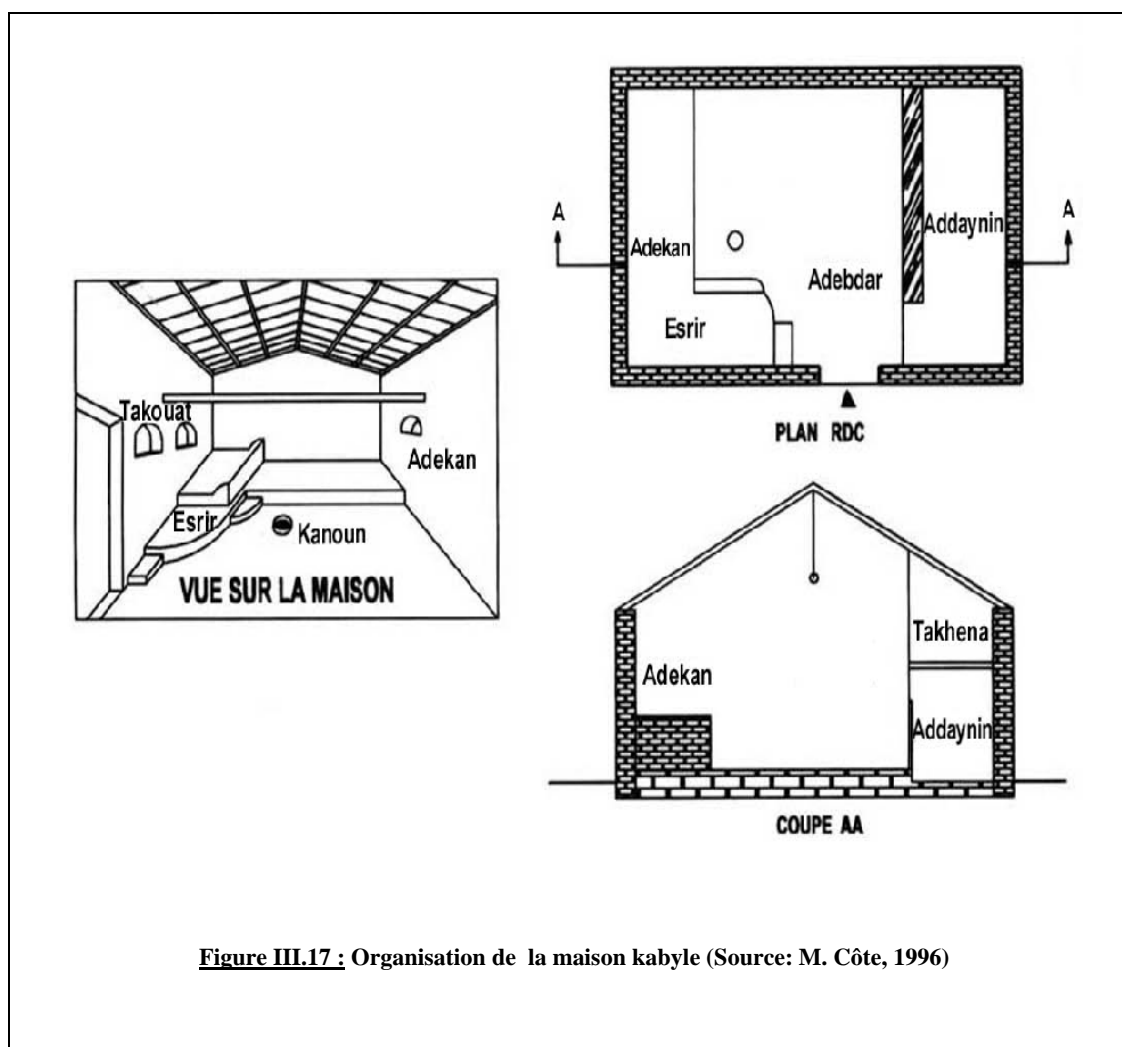 A
A
Adekan
Addaynin
Adebdar
Esrir
PLAN RDC
Takouat
Adekan
Esrir
Kanoun
VUE SUR LA MAISON
Takhena
Adekan
Addaynin
COUPE AA
Figure III.17 : Organisation de la maison kabyle (Source: M. Côte, 1996)